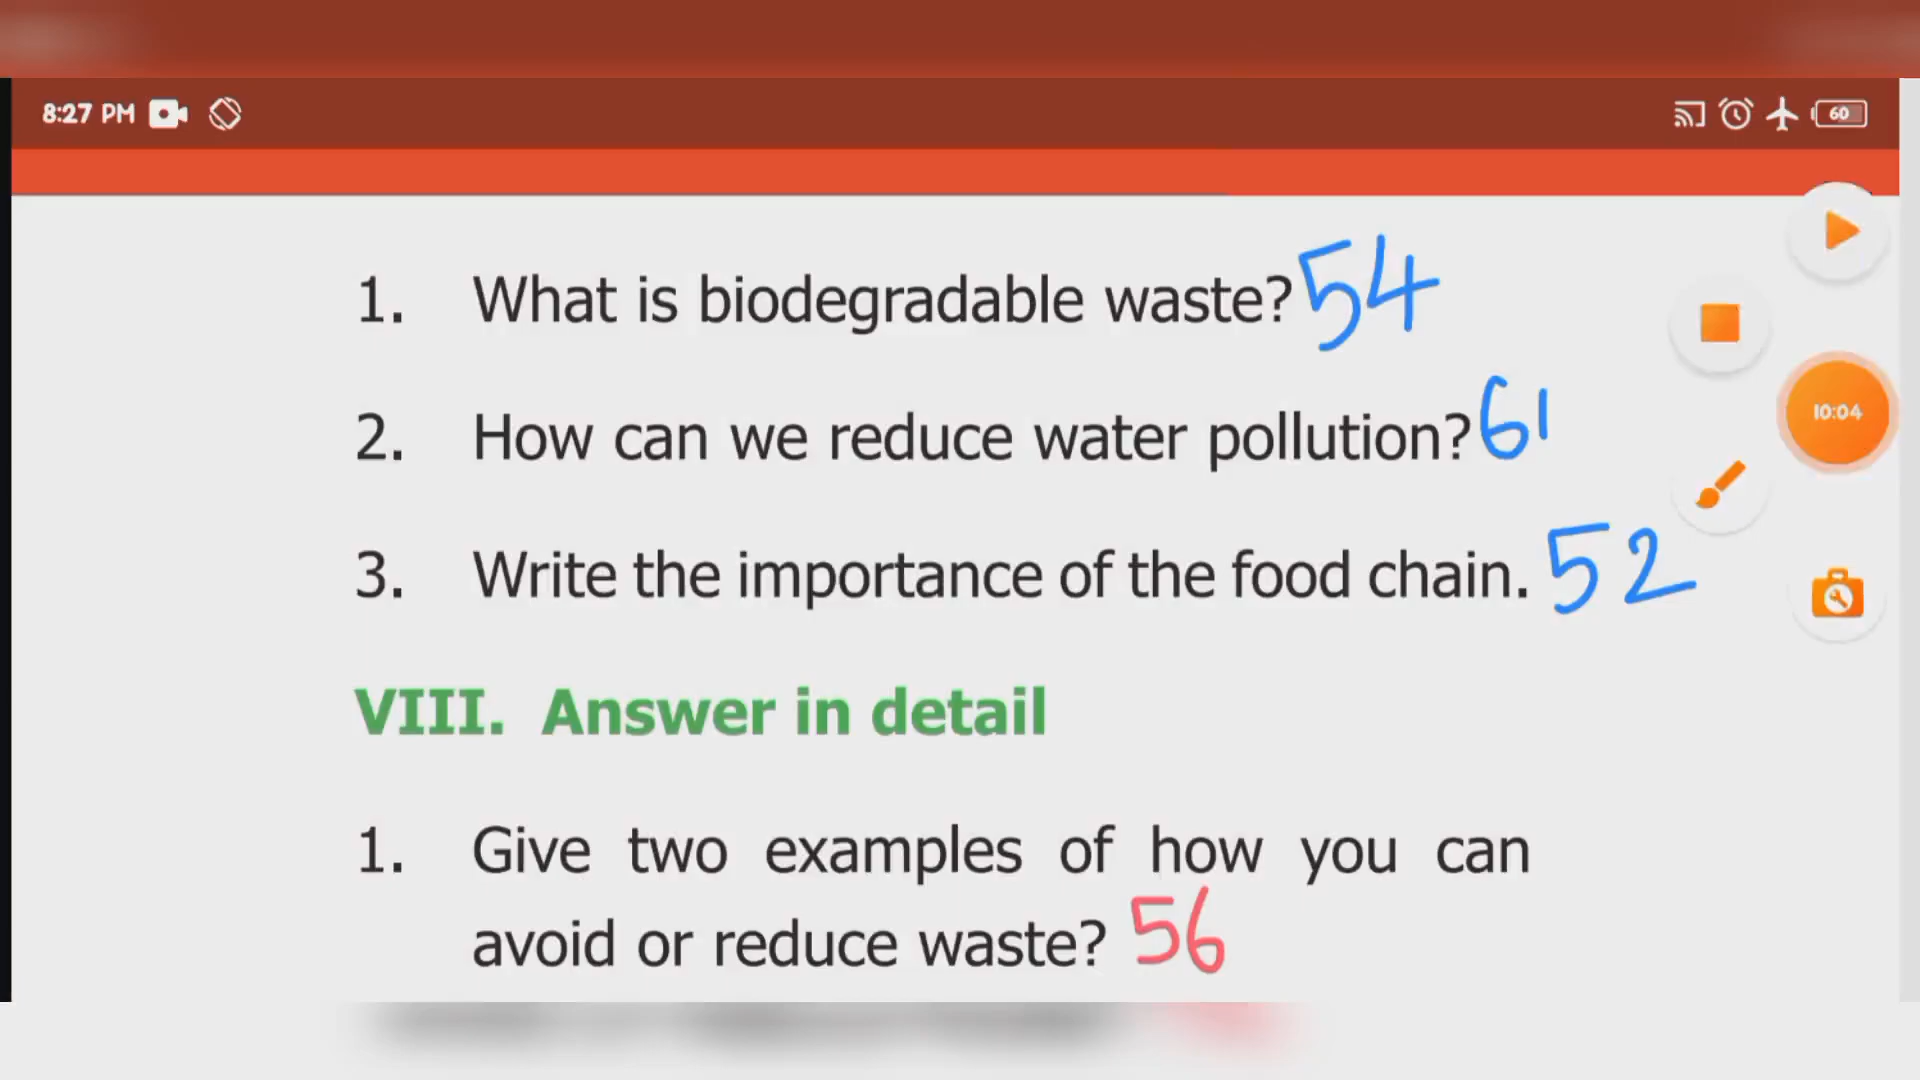 8:27 PM 60
1. What is biodegradable waste? 54
2. How can we reduce water pollution? 61
10:04
3. Write the importance of the food chain. 52
VIII. Answer in detail
1. Give two examples of how you can
avoid or reduce waste? 56